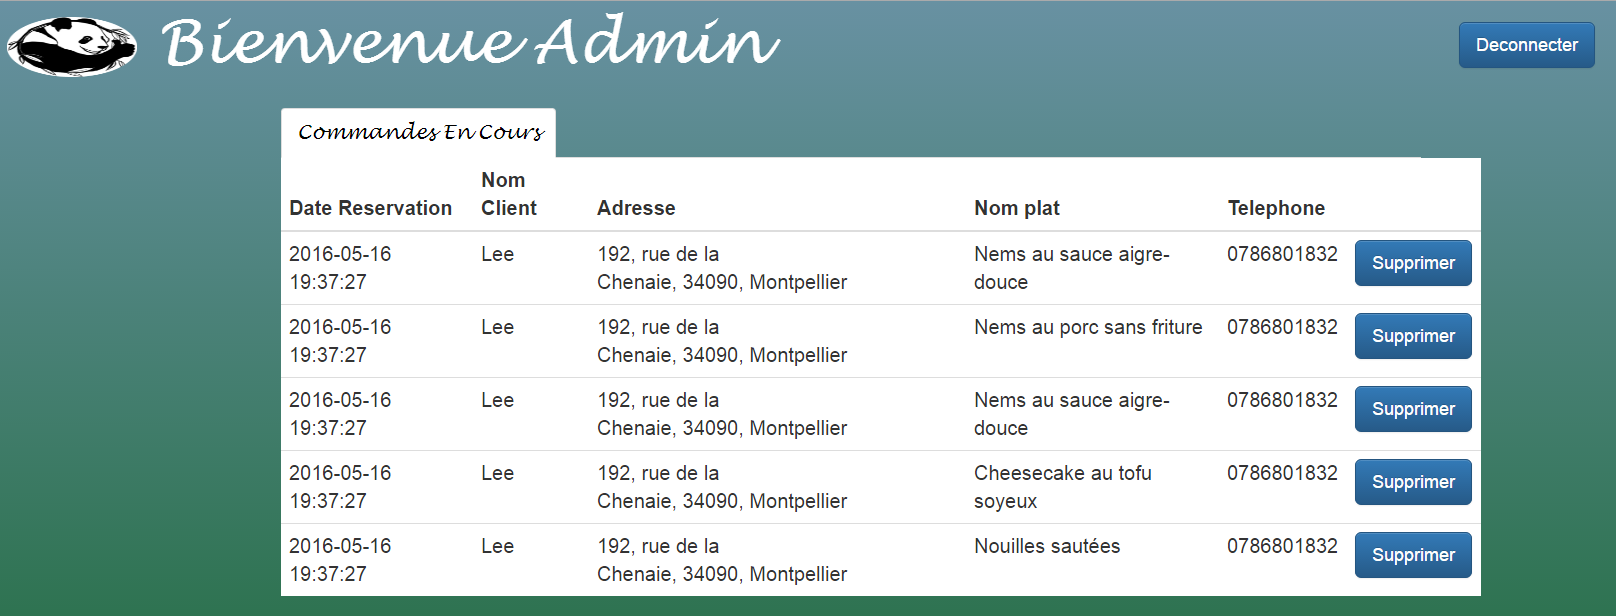 Bienvenue Admin
Deconnecter
Commandes En Cours
Date Reservation Nom Client Adresse Nom plat Telephone
2016-05-16 Lee 192, rue de la Nems au sauce aigre- 0786801832 Supprimer
19:37:27 Chenaie, 34090, Montpellier douce
2016-05-16 Lee 192, rue de la Nems au porc sans friture 0786801832 Supprimer
19:37:27 Chenaie, 34090, Montpellier
2016-05-16 Lee 192, rue de la Nems au sauce aigre- 0786801832 Supprimer
19:37:27 Chenaie, 34090, Montpellier douce
2016-05-16 Lee 192, rue de la Cheesecake au tofu 0786801832 Supprimer
19:37:27 Chenaie, 34090, Montpellier soyeux
2016-05-16 Lee 192, rue de la Nouilles sautées 0786801832 Supprimer
19:37:27 Chenaie, 34090, Montpellier